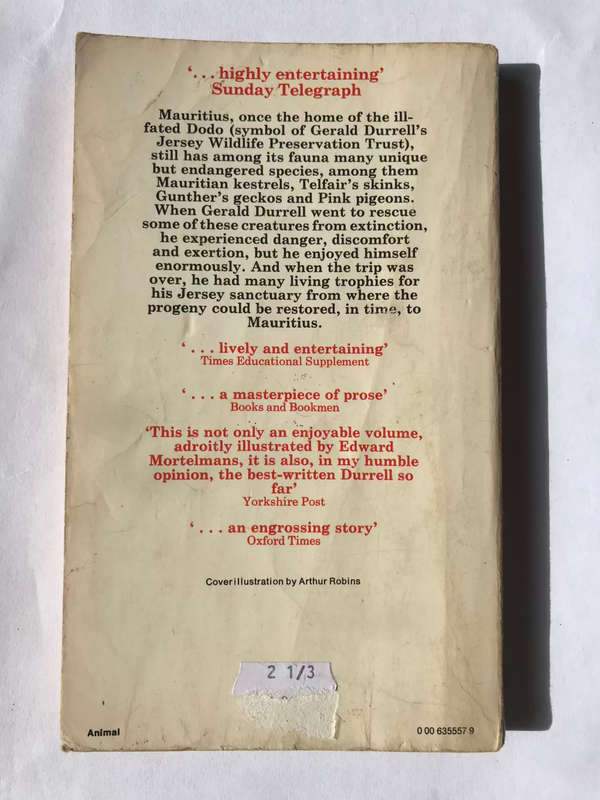 ‘. . . highly entertaining’
Sunday Telegraph
Mauritius, once the home of the ill-
fated Dodo (symbol of Gerald Durrell’s
Jersey Wildlife Preservation Trust),
still has among its fauna many unique
but endangered species, among them
Mauritian kestrels, Telfair’s skinks,
Gunther’s geckos and Pink pigeons.
When Gerald Durrell went to rescue
some of these creatures from extinction,
he experienced danger, discomfort
and exertion, but he enjoyed himself
enormously. And when the trip was
over, he had many living trophies for
his Jersey sanctuary from where the
progeny could be restored, in time, to
Mauritius.
‘. . . lively and entertaining’
Times Educational Supplement
‘. . . a masterpiece of prose’
Books and Bookmen
‘This is not only an enjoyable volume,
adroitly illustrated by Edward
Mortelmans, it is also, in my humble
opinion, the best-written Durrell so
far’
Yorkshire Post
‘. . . an engrossing story’
Oxford Times
Cover illustration by Arthur Robins
2 1/3
Animal
0 00 635557 9